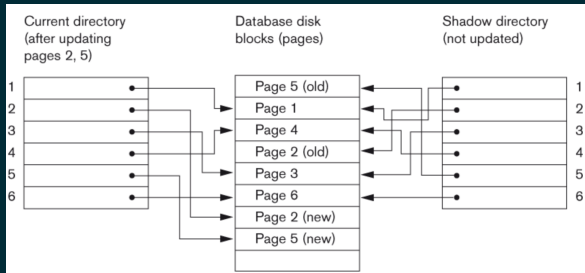 Current directory
(after updating
pages 2, 5)
Database disk
blocks (pages)
Shadow directory
(not updated)
1
2
3
4
5
6
Page 5 (old)
Page 1
Page 4
Page 2 (old)
Page 3
Page 6
Page 2 (new)
Page 5 (new)
1
2
3
4
5
6